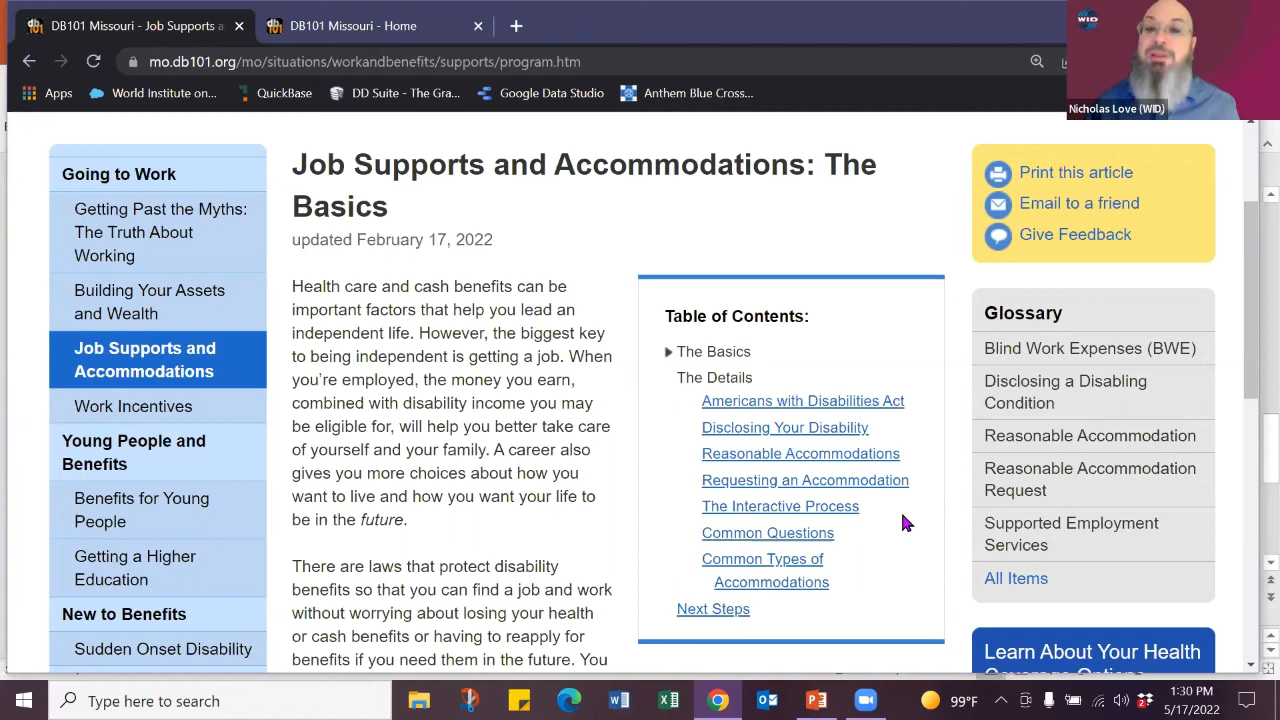 DB101 Missouri - Job Supports a
DB101 Missouri - Home
mo.db101.org/mo/situations/workandbenefits/supports/program.htm
Apps
World Institute on...
QuickBase
DD Suite - The Gra...
Google Data Studio
Anthem Blue Cross...
WID
Nicholas Love (WID)
Going to Work
Getting Past the Myths:
The Truth About
Working
Building Your Assets
and Wealth
Job Supports and
Accommodations
Work Incentives
Young People and
Benefits
Benefits for Young
People
Getting a Higher
Education
New to Benefits
Sudden Onset Disability
Job Supports and Accommodations: The
Basics
updated February 17, 2022
Health care and cash benefits can be
important factors that help you lead an
independent life. However, the biggest key
to being independent is getting a job. When
you're employed, the money you earn,
combined with disability income you may
be eligible for, will help you better take care
of yourself and your family. A career also
gives you more choices about how you
want to live and how you want your life to
be in the future.
There are laws that protect disability
benefits so that you can find a job and work
without worrying about losing your health
or cash benefits or having to reapply for
benefits if you need them in the future. You
Table of Contents:
The Basics
The Details
Americans with Disabilities Act
Disclosing Your Disability
Reasonable Accommodations
Requesting an Accommodation
The Interactive Process
Common Questions
Common Types of
Accommodations
Next Steps
Print this article
Email to a friend
Give Feedback
Glossary
Blind Work Expenses (BWE)
Disclosing a Disabling
Condition
Reasonable Accommodation
Reasonable Accommodation
Request
Supported Employment
Services
All Items
Learn About Your Health
Coverage Options
Type here to search
99°F
1:30 PM
5/17/2022